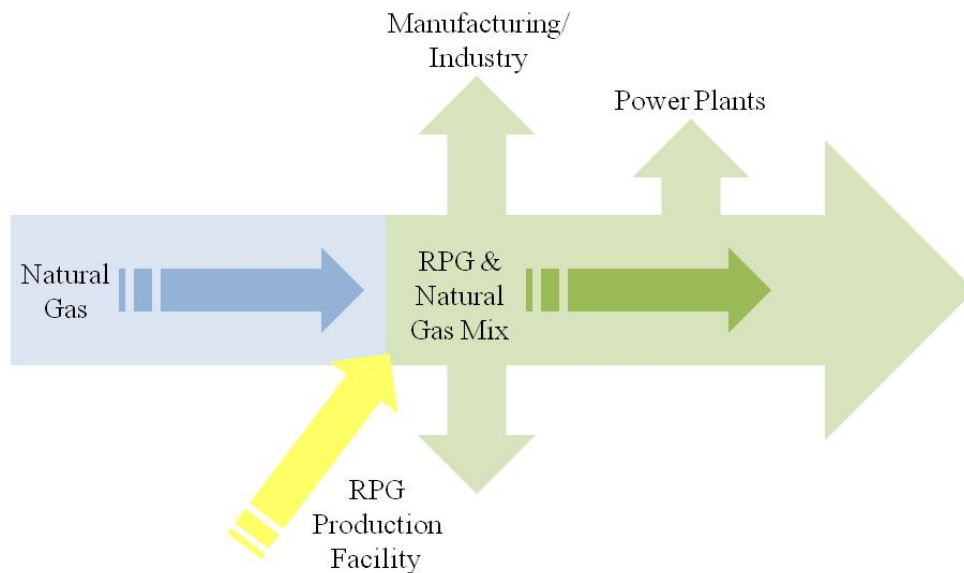 Manufacturing/
Industry
Power Plants
Natural
Gas
RPG &
Natural
Gas Mix
RPG
Production
Facility